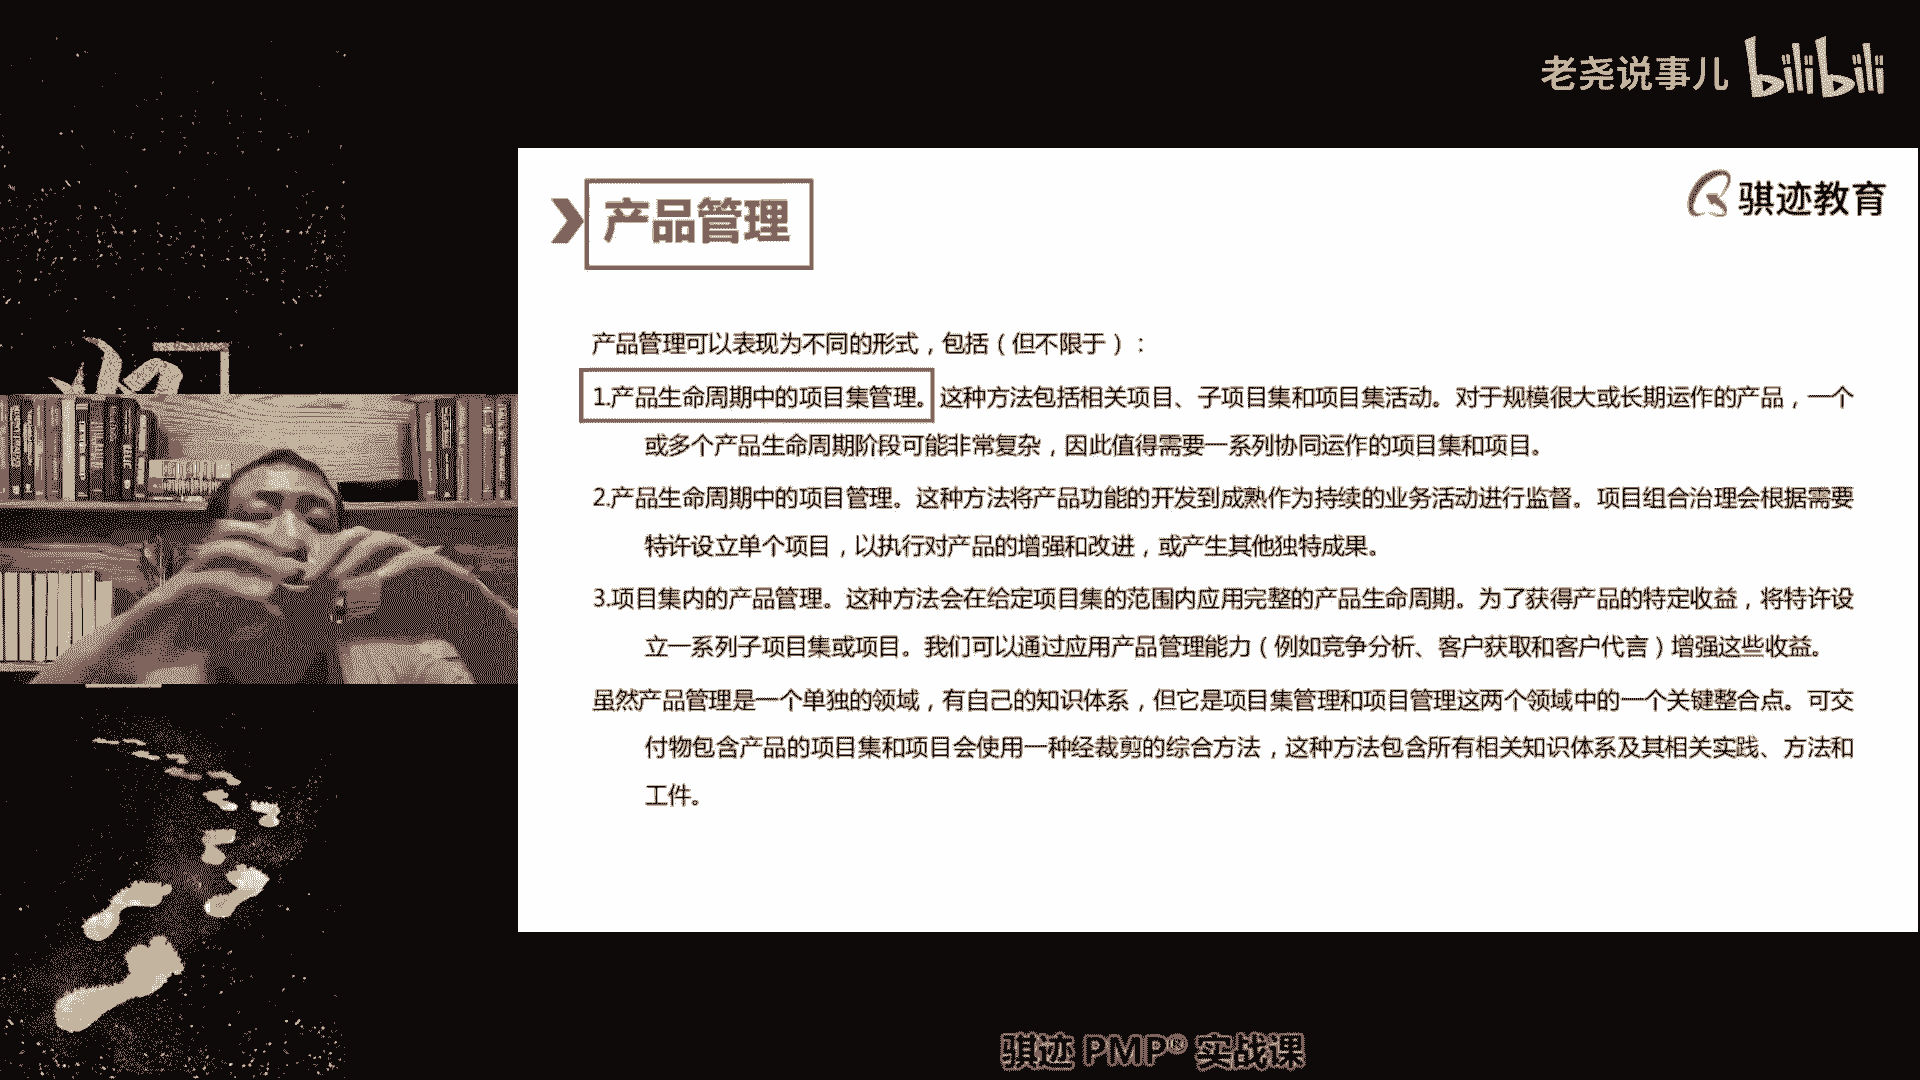 老尧说事儿 bilibili
骐迹教育
产品管理
产品管理可以表现为不同的形式，包括（但不限于）：
1.产品生命周期中的项目集管理。这种方法包括相关项目、子项目集和项目集活动。对于规模很大或长期运作的产品，一个
或多个产品生命周期阶段可能非常复杂，因此值得需要一系列协同运作的项目集和项目。
2.产品生命周期中的项目管理。这种方法将产品功能的开发到成熟作为持续的业务活动进行监督。项目组合治理会根据需要
特许设立单个项目，以执行对产品的增强和改进，或产生其他独特成果。
3.项目集内的产品管理。这种方法会在给定项目集的范围内应用完整的产品生命周期。为了获得产品的特定收益，将特许设
立一系列子项目集或项目。我们可以通过应用产品管理能力（例如竞争分析、客户获取和客户代言）增强这些收益。
虽然产品管理是一个单独的领域，有自己的知识体系，但它是项目集管理和项目管理这两个领域中的一个关键整合点。可交
付物包含产品的项目集和项目会使用一种经裁剪的综合方法，这种方法包含所有相关知识体系及其相关实践、方法和
工件。
骐迹 PMP® 实战课